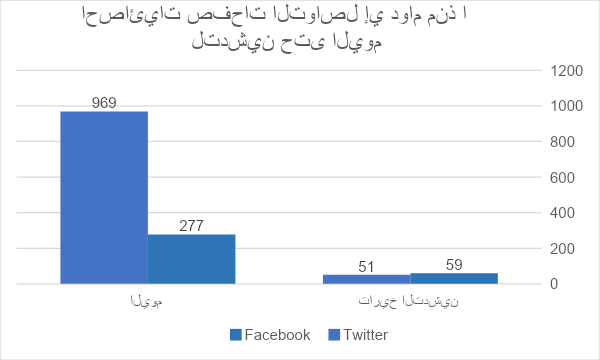 احصائيات صفحات التواصل إي دوام منذ ا
لتدشين حتى اليوم
1200
1000
800
600
400
200
0
969
277
51
59
تاريخ التدشين
اليوم
Facebook
Twitter